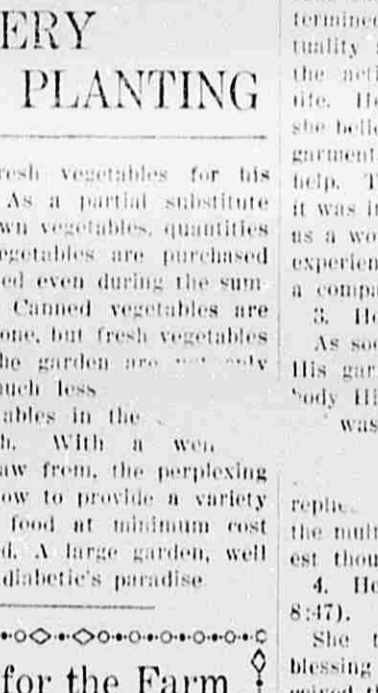 ERY
PLANTING
resh vegetables for his
As a partial substitute
wn vegetables, quantities
egetables are purchased
ed even during the sum-
Canned vegetables are
one, but fresh vegetables
he garden are not only
much less
ables in the
h. With a
aw from, the perplexing
ow to provide a variety
food at minimum cost
d. A large garden, well
diabetic's paradise
for the Farm
termined
tuality
the acti
life. He
she belie
garment
help. T
it was in
us a wo
experien
a compa
3. He
As soo
His gar
body Hi
was
replie
the mult
est thou
4. He
8:47).
She t
blessing